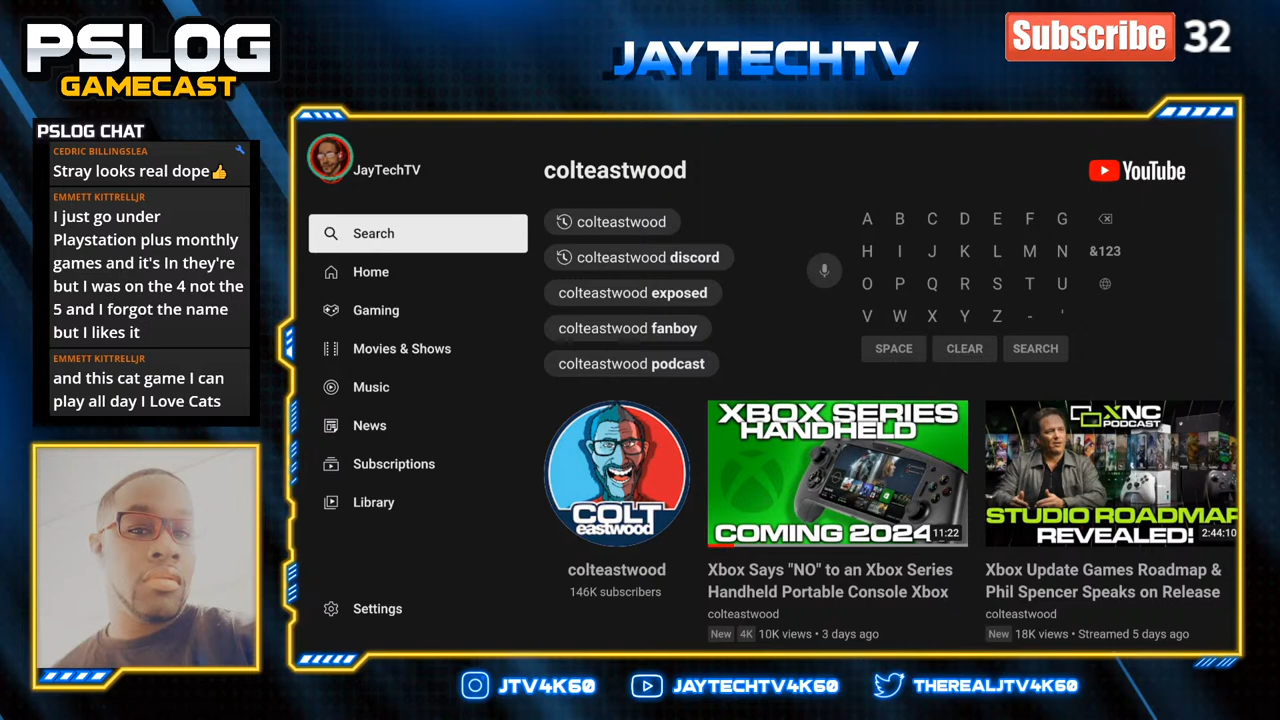 PSLOG
GAMECAST
JAYTECHTV
Subscribe 32
PSLOG CHAT
CEDRIC BILLINGSLEA
Stray looks real dope👍
EMMETT KITTRELLJR
I just go under
Playstation plus monthly
games and it's In they're
but I was on the 4 not the
5 and I forgot the name
but I likes it
EMMETT KITTRELLJR
and this cat game I can
play all day I Love Cats
JayTechTV
Search
Home
Gaming
Movies & Shows
Music
News
Subscriptions
Library
Settings
colteastwood
YouTube
colteastwood
colteastwood discord
colteastwood exposed
colteastwood fanboy
colteastwood podcast
A B C D E F G
H I J K L M N &123
O P Q R S T U
V W X Y Z - '
SPACE CLEAR SEARCH
COLT
eastwood
colteastwood
146K subscribers
XBOX SERIES
HANDHELD
COMING 2024
11:22
Xbox Says "NO" to an Xbox Series
Handheld Portable Console Xbox
colteastwood
New 4K 10K views • 3 days ago
XNC
PODCAST
STUDIO ROADMAP
REVEALED!
2:44:10
Xbox Update Games Roadmap &
Phil Spencer Speaks on Release
colteastwood
New 18K views • Streamed 5 days ago
JTV4K60
JAYTECHTV4K60
THEREALJTV4K60